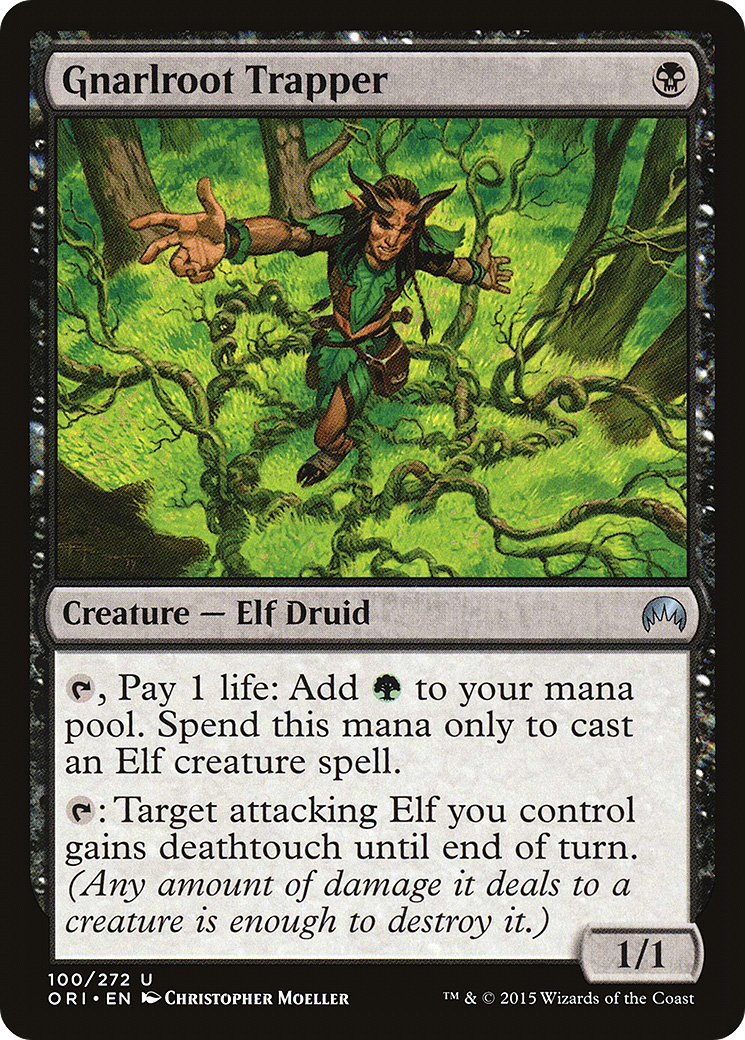 Gnarlroot Trapper
Creature — Elf Druid
, Pay 1 life: Add to your mana
pool. Spend this mana only to cast
an Elf creature spell.
: Target attacking Elf you control
gains deathtouch until end of turn.
(Any amount of damage it deals to a
creature is enough to destroy it.)
1/1
100/272 U
ORI • EN Christopher Moeller
™ & © 2015 Wizards of the Coast